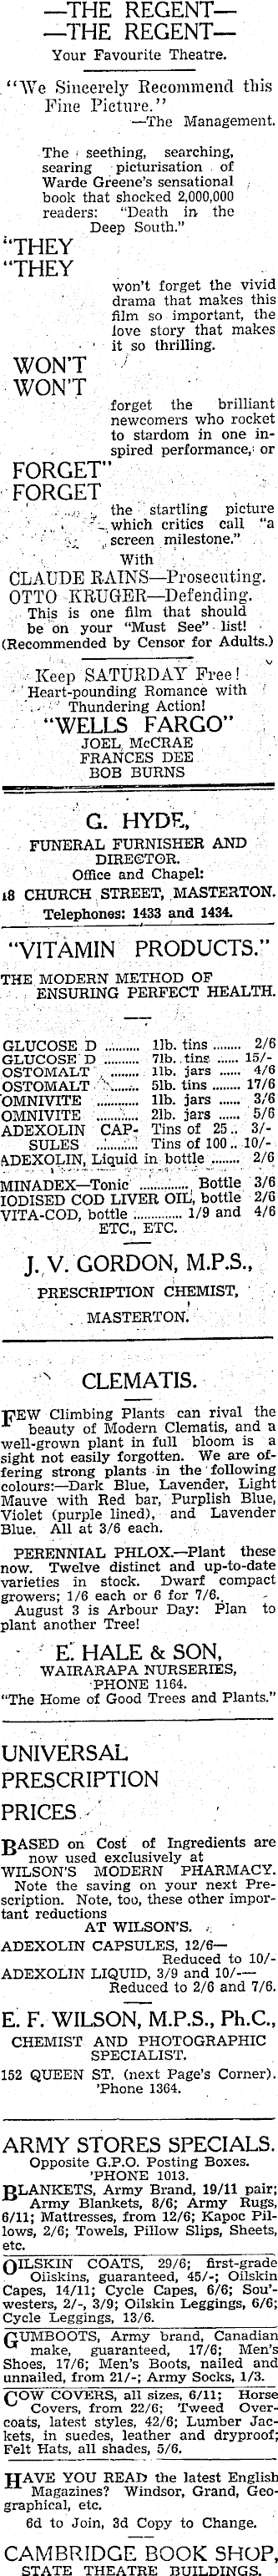 —THE REGENT—
—THE REGENT—
Your Favourite Theatre.
"We Sincerely Recommend this
Fine Picture."
—The Management.
The seething, searching,
searing picturisation of
Warde Greene's sensational
book that shocked 2,000,000
readers: "Death in the
Deep South."
"THEY
"THEY
won't forget the vivid
drama that makes this
film so important, the
love story that makes
it so thrilling.
WON'T
WON'T
forget the brilliant
newcomers who rocket
to stardom in one in-
spired performance, or
FORGET"
FORGET
the startling picture
which critics call "a
screen milestone."
With
CLAUDE RAINS—Prosecuting.
OTTO KRUGER—Defending.
This is one film that should
be on your "Must See" list!
(Recommended by Censor for Adults.)
Keep SATURDAY Free!
Heart-pounding Romance with
Thundering Action!
"WELLS FARGO"
JOEL McCRAE
FRANCES DEE
BOB BURNS
G. HYDE,
FUNERAL FURNISHER AND
DIRECTOR.
Office and Chapel:
18 CHURCH STREET, MASTERTON.
Telephones: 1433 and 1434.
"VITAMIN PRODUCTS."
THE MODERN METHOD OF
ENSURING PERFECT HEALTH.
GLUCOSE D .......... 1lb. tins ........ 2/6
GLUCOSE D .......... 7lb. tins ...... 15/-
OSTOMALT .......... 1lb. jars ...... 4/6
OSTOMALT .......... 5lb. tins ....... 17/6
OMNIVITE ............ 1lb. jars ...... 3/6
OMNIVITE ............ 2lb. jars ...... 5/6
ADEXOLIN CAP- Tins of 25 .. 3/-
SULES ............ Tins of 100 .. 10/-
ADEXOLIN, Liquid in bottle ........ 2/6
MINADEX—Tonic .............. Bottle 3/6
IODISED COD LIVER OIL, bottle 2/6
VITA-COD, bottle .............. 1/9 and 4/6
ETC., ETC.
J. V. GORDON, M.P.S.,
PRESCRIPTION CHEMIST,
MASTERTON.
CLEMATIS.
FEW Climbing Plants can rival the
beauty of Modern Clematis, and a
well-grown plant in full bloom is a
sight not easily forgotten. We are of-
fering strong plants in the following
colours:—Dark Blue, Lavender, Light
Mauve with Red bar, Purplish Blue,
Violet (purple lined), and Lavender
Blue. All at 3/6 each.
PERENNIAL PHLOX.—Plant these
now. Twelve distinct and up-to-date
varieties in stock. Dwarf compact
growers; 1/6 each or 6 for 7/6.
August 3 is Arbour Day: Plan to
plant another Tree!
E. HALE & SON,
WAIRARAPA NURSERIES,
PHONE 1164.
"The Home of Good Trees and Plants."
UNIVERSAL
PRESCRIPTION
PRICES
BASED on Cost of Ingredients are
now used exclusively at
WILSON'S MODERN PHARMACY.
Note the saving on your next Pre-
scription. Note, too, these other impor-
tant reductions
AT WILSON'S.
ADEXOLIN CAPSULES, 12/6—
Reduced to 10/-
ADEXOLIN LIQUID, 3/9 and 10/-—
Reduced to 2/6 and 7/6.
E. F. WILSON, M.P.S., Ph.C.,
CHEMIST AND PHOTOGRAPHIC
SPECIALIST.
152 QUEEN ST. (next Page's Corner).
'Phone 1364.
ARMY STORES SPECIALS.
Opposite G.P.O. Posting Boxes.
'PHONE 1013.
BLANKETS, Army Brand, 19/11 pair;
Army Blankets, 8/6; Army Rugs,
6/11; Mattresses, from 12/6; Kapoc Pil-
lows, 2/6; Towels, Pillow Slips, Sheets,
etc.
OILSKIN COATS, 29/6; first-grade
Oilskins, guaranteed, 45/-; Oilskin
Capes, 14/11; Cycle Capes, 6/6; Sou'-
westers, 2/-, 3/9; Oilskin Leggings, 6/6;
Cycle Leggings, 13/6.
GUMBOOTS, Army brand, Canadian
make, guaranteed, 17/6; Men's
Shoes, 17/6; Men's Boots, nailed and
unnailed, from 21/-; Army Socks, 1/3.
COW COVERS, all sizes, 6/11; Horse
Covers, from 22/6; Tweed Over-
coats, latest styles, 42/6; Lumber Jac-
kets, in suedes, leather and dryproof;
Felt Hats, all shades, 5/6.
HAVE YOU READ the latest English
Magazines? Windsor, Grand, Geo-
graphical, etc.
6d to Join, 3d Copy to Change.
CAMBRIDGE BOOK SHOP,
STATE THEATRE BUILDINGS.